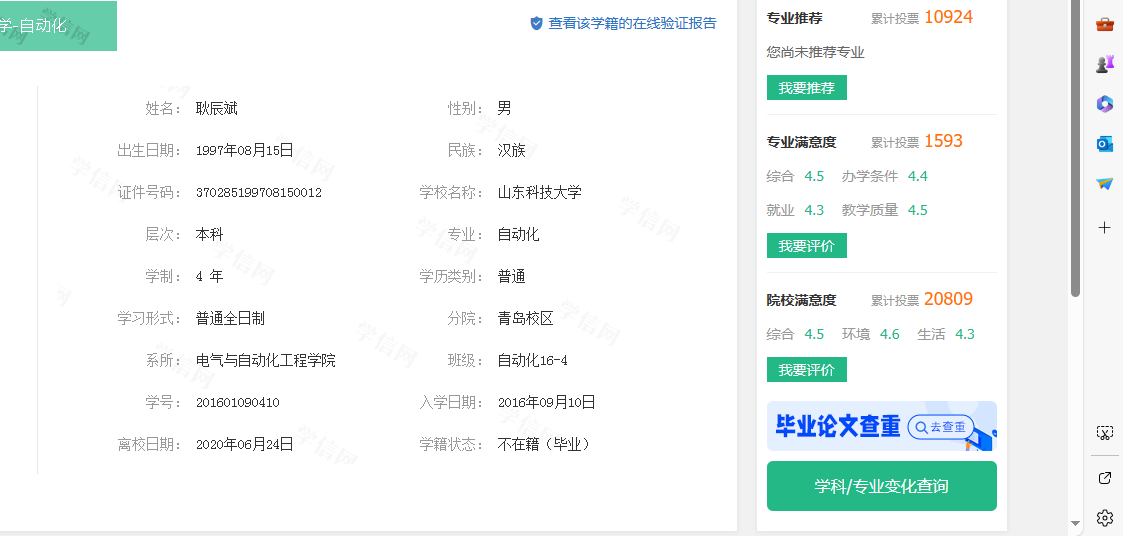 学-自动化
查看该学籍的在线验证报告
姓名： 耿辰斌 性别： 男
出生日期： 1997年08月15日 民族： 汉族
证件号码： 370285199708150012 学校名称： 山东科技大学
层次： 本科 专业： 自动化
学制： 4 年 学历类别： 普通
学习形式： 普通全日制 分院： 青岛校区
系所： 电气与自动化工程学院 班级： 自动化16-4
学号： 201601090410 入学日期： 2016年09月10日
离校日期： 2020年06月24日 学籍状态： 不在籍（毕业）
学信网
专业推荐 累计投票 10924
您尚未推荐专业
我要推荐
专业满意度 累计投票 1593
综合 4.5 办学条件 4.4
就业 4.3 教学质量 4.5
我要评价
院校满意度 累计投票 20809
综合 4.5 环境 4.6 生活 4.3
我要评价
毕业论文查重 去查重
学科/专业变化查询